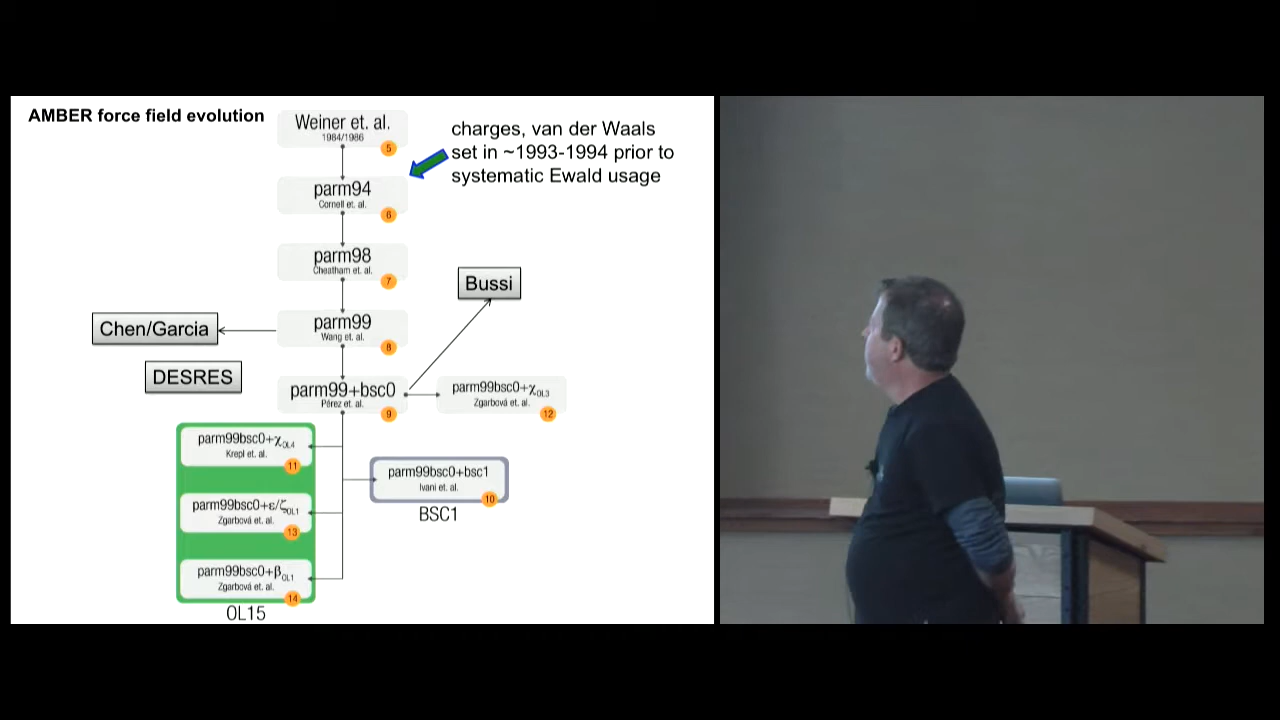 AMBER force field evolution
Weiner et. al.
1984/1986
5
charges, van der Waals
set in ~1993-1994 prior to
systematic Ewald usage
parm94
Cornell et. al.
6
parm98
Cheatham et. al.
7
Bussi
Chen/Garcia
parm99
Wang et. al.
8
DESRES
parm99+bsc0
Pérez et. al.
9
parm99bsc0+χOL3
Zgarbová et. al.
12
parm99bsc0+χOL4
Krepl et. al.
11
parm99bsc0+bsc1
Ivani et. al.
10
BSC1
parm99bsc0+ε/ζOL1
Zgarbová et. al.
13
parm99bsc0+βOL1
Zgarbová et. al.
14
OL15